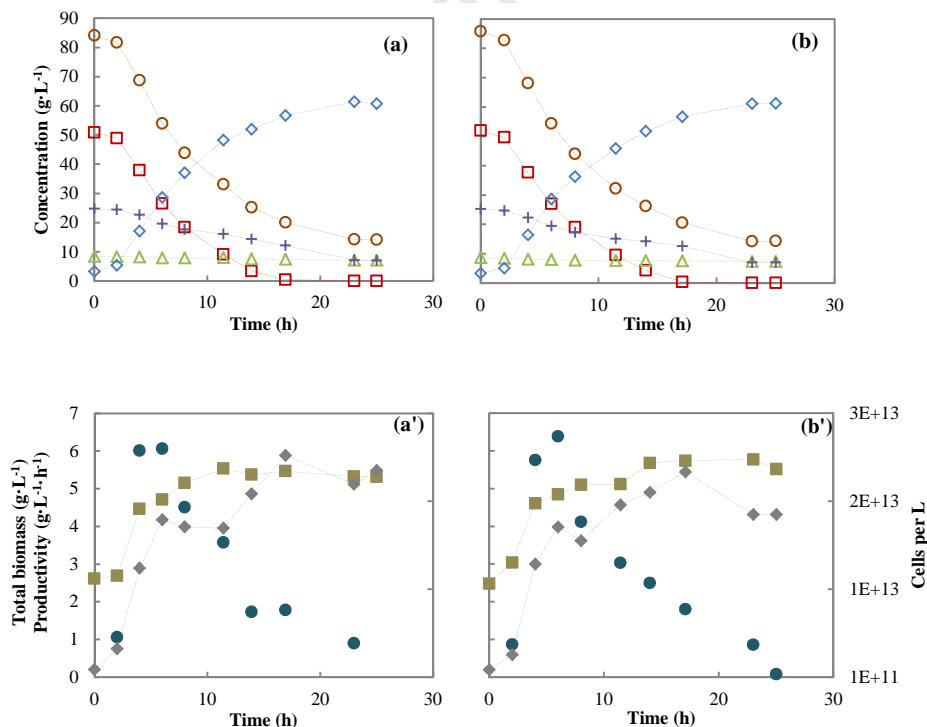 90
80
70
60
50
40
30
20
10
0
Concentration (g·L-1)
(a)
(b)
0 10 20 30
0 10 20 30
Time (h)
Time (h)
7
6
5
4
3
2
1
0
Total biomass (g·L-1)
Productivity (g·L-1·h-1)
(a')
(b')
3E+13
2E+13
1E+13
1E+11
Cells per L
0 10 20 30
0 10 20 30
Time (h)
Time (h)